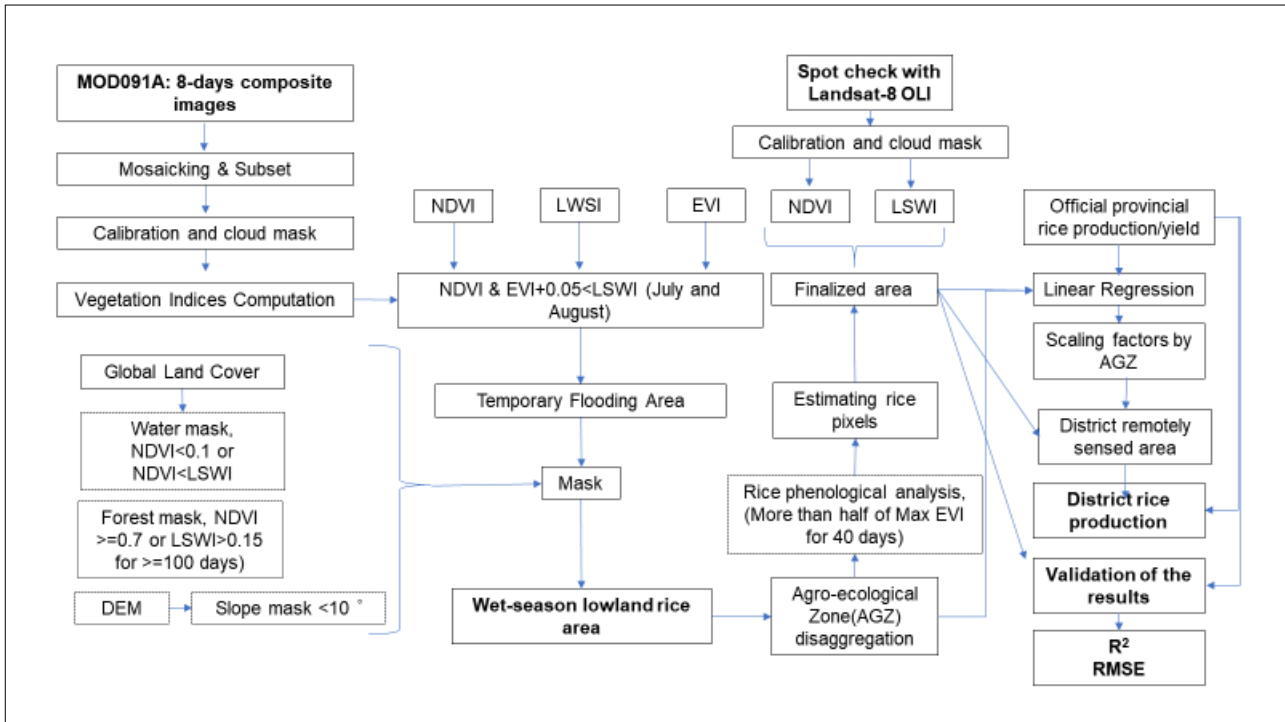 MOD091A: 8-days composite
images
Mosaicking & Subset
Calibration and cloud mask
Vegetation Indices Computation
Global Land Cover
Water mask,
NDVI<0.1 or
NDVI<LSWI
Forest mask, NDVI
>=0.7 or LSWI>0.15
for >=100 days)
DEM
Slope mask <10 °
NDVI
LWSI
EVI
NDVI & EVI+0.05<LSWI (July and
August)
Temporary Flooding Area
Mask
Wet-season lowland rice
area
Spot check with
Landsat-8 OLI
Calibration and cloud mask
NDVI
LSWI
Finalized area
Estimating rice
pixels
Rice phenological analysis,
(More than half of Max EVI
for 40 days)
Agro-ecological
Zone(AGZ)
disaggregation
Official provincial
rice production/yield
Linear Regression
Scaling factors by
AGZ
District remotely
sensed area
District rice
production
Validation of the
results
R²
RMSE